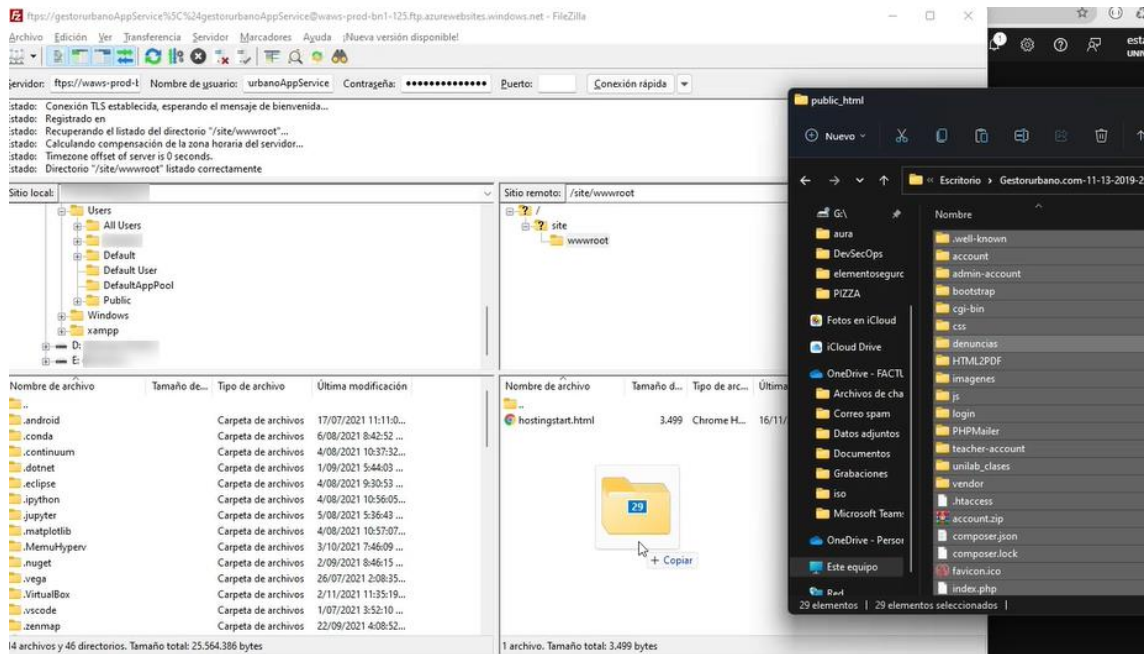 ftps://gestorurbanoAppService%5C%24gestorurbanoAppService@waws-prod-bn1-125.ftp.azurewebsites.windows.net - FileZilla
Archivo Edición Ver Transferencia Servidor Marcadores Ayuda ¡Nueva versión disponible!
Servidor: ftps://waws-prod-b Nombre de usuario: urbanoAppService Contraseña: ●●●●●●●●●●●●●● Puerto: Conexión rápida
Estado: Conexión TLS establecida, esperando el mensaje de bienvenida...
Estado: Registrado en
Estado: Recuperando el listado del directorio "/site/wwwroot"...
Estado: Calculando compensación de la zona horaria del servidor...
Estado: Timezone offset of server is 0 seconds.
Estado: Directorio "/site/wwwroot" listado correctamente
Sitio local:
Users
All Users
Default
Default User
DefaultAppPool
Public
Windows
xampp
D:
E:
Sitio remoto: /site/wwwroot
/
site
wwwroot
Nombre de archivo Tamaño de... Tipo de archivo Última modificación
..
.android Carpeta de archivos 17/07/2021 11:11:0...
.conda Carpeta de archivos 6/08/2021 8:42:52 ...
.continuum Carpeta de archivos 4/08/2021 10:37:32...
.dotnet Carpeta de archivos 1/09/2021 5:44:03 ...
.eclipse Carpeta de archivos 4/08/2021 9:30:53 ...
.ipython Carpeta de archivos 4/08/2021 10:56:05...
.jupyter Carpeta de archivos 5/08/2021 5:36:43 ...
.matplotlib Carpeta de archivos 4/08/2021 10:57:07...
.MemuHyperv Carpeta de archivos 3/10/2021 7:46:09 ...
.nuget Carpeta de archivos 2/09/2021 8:46:15 ...
.vega Carpeta de archivos 26/07/2021 2:08:35...
.VirtualBox Carpeta de archivos 2/11/2021 11:35:19...
.vscode Carpeta de archivos 1/07/2021 3:52:10 ...
.zenmap Carpeta de archivos 22/09/2021 4:08:52...
14 archivos y 46 directorios. Tamaño total: 25.564.386 bytes
Nombre de archivo Tamaño d... Tipo de arc... Última
..
hostingstart.html 3.499 Chrome H... 16/11/
29
+ Copiar
1 archivo. Tamaño total: 3.499 bytes
public_html
Nuevo
« Escritorio › Gestorurbano.com-11-13-2019-2
G:\
aura
DevSecOps
elementosegurc
PIZZA
Fotos en iCloud
iCloud Drive
OneDrive - FACTU
Archivos de cha
Correo spam
Datos adjuntos
Documentos
Grabaciones
iso
Microsoft Teams
OneDrive - Persor
Este equipo
Red
Nombre
.well-known
account
admin-account
bootstrap
cgi-bin
css
denuncias
HTML2PDF
imagenes
js
login
PHPMailer
teacher-account
unilab_clases
vendor
.htaccess
account.zip
composer.json
composer.lock
favicon.ico
index.php
29 elementos | 29 elementos seleccionados |
1
esta
UNIV